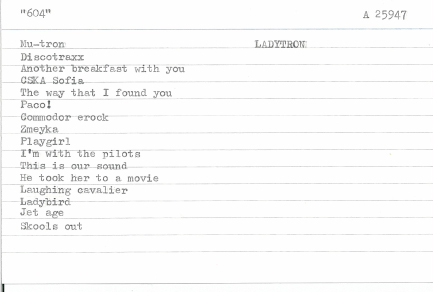 "604"
A 25947
Mu-tron
LADYTRON
Discotraxx
Another breakfast with you
CSKA Sofia
The way that I found you
Paco!
Commodor erock
Zmeyka
Playgirl
I'm with the pilots
This is our sound
He took her to a movie
Laughing cavalier
Ladybird
Jet age
Skools out